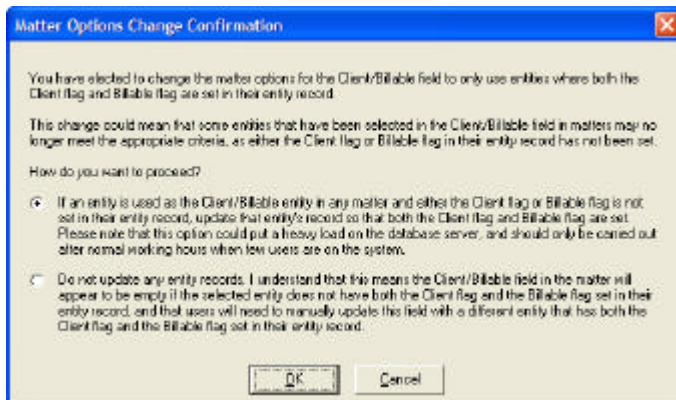 Matter Options Change Confirmation
You have elected to change the matter options for the Client/Billable field to only use entities where both the
Client flag and Billable flag are set in their entity record.
This change could mean that some entities that have been selected in the Client/Billable field in matters may no
longer meet the appropriate criteria, as either the Client flag or Billable flag in their entity record has not been set.
How do you want to proceed?
If an entity is used as the Client/Billable entity in any matter and either the Client flag or Billable flag is not
set in their entity record, update that entity's record so that both the Client flag and Billable flag are set.
Please note that this option could put a heavy load on the database server, and should only be carried out
after normal working hours when few users are on the system.
Do not update any entity records. I understand that this means the Client/Billable field in the matter will
appear to be empty if the selected entity does not have both the Client flag and the Billable flag set in their
entity record, and that users will need to manually update this field with a different entity that has both the
Client flag and the Billable flag set in their entity record.
OK
Cancel